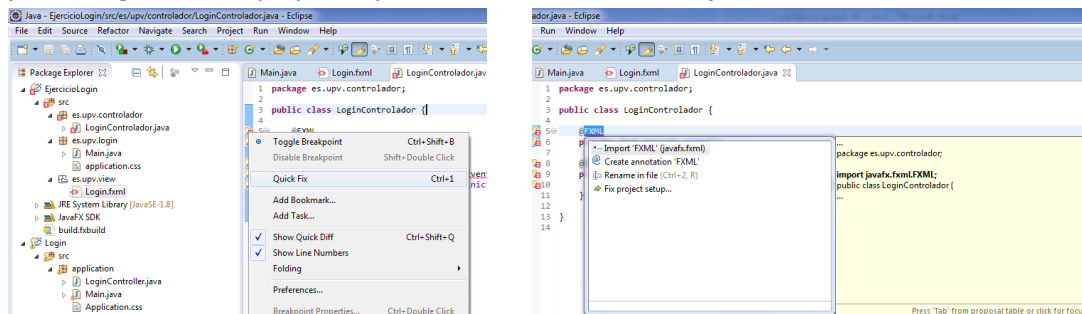 Java - EjercicioLogin/src/es/upv/controlador/LoginControlador.java - Eclipse
File Edit Source Refactor Navigate Search Project Run Window Help
Package Explorer
EjercicioLogin
src
es.upv.controlador
LoginControlador.java
es.upv.login
Main.java
application.css
es.upv.view
Login.fxml
JRE System Library [JavaSE-1.8]
JavaFX SDK
build.fxbuild
Login
src
application
LoginController.java
Main.java
Application.css
Main.java Login.fxml LoginControlador.jav
1 package es.upv.controlador;
2
3 public class LoginControlador {
4
5 @FXML
Toggle Breakpoint Ctrl+Shift+B
Disable Breakpoint Shift+Double Click
Quick Fix Ctrl+1
Add Bookmark...
Add Task...
Show Quick Diff Ctrl+Shift+Q
Show Line Numbers
Folding
Preferences...
Breakpoint Properties... Ctrl+Double Click
ador.java - Eclipse
Run Window Help
Main.java Login.fxml LoginControlador.java
1 package es.upv.controlador;
2
3 public class LoginControlador {
4
5 @FXML
6 p
7
8 @
9 p
10
11 }
12
13 }
14
Import 'FXML' (javafx.fxml)
Create annotation 'FXML'
Rename in file (Ctrl+2, R)
Fix project setup...
...
package es.upv.controlador;
import javafx.fxml.FXML;
public class LoginControlador {
...
Press 'Tab' from proposal table or click for focu